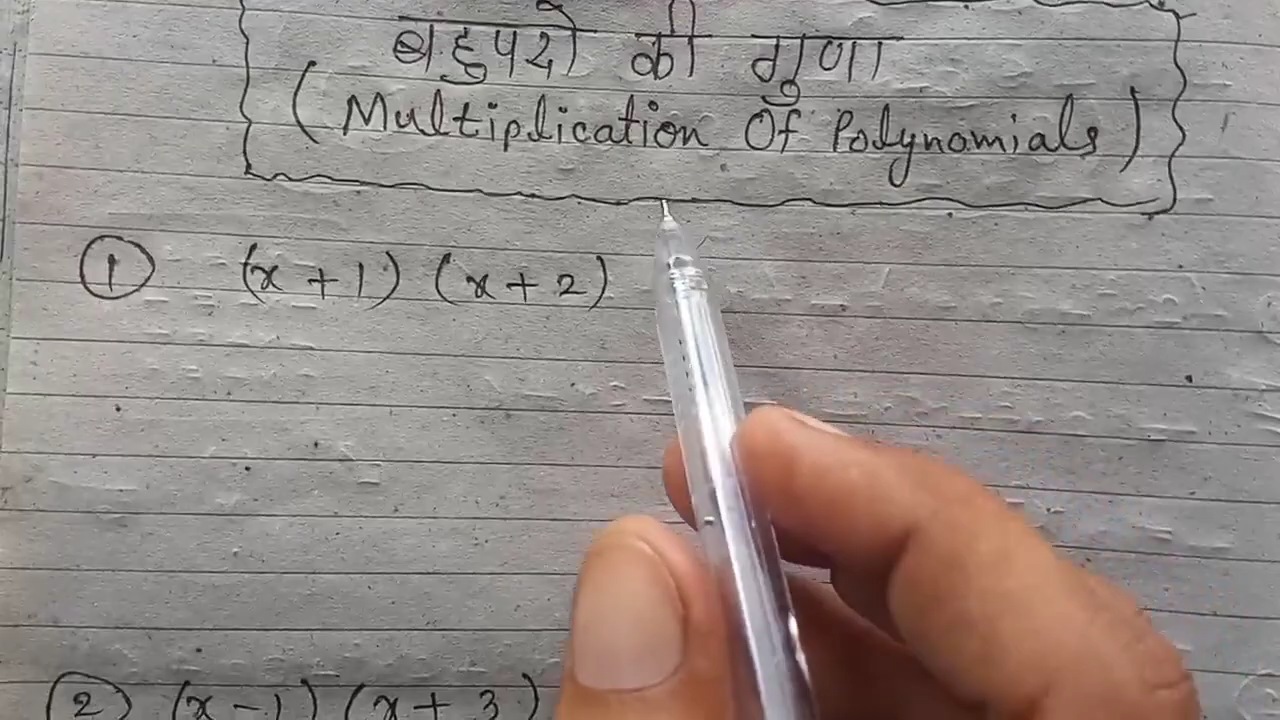 बहुपदो की गुणा
( Multiplication Of Polynomials )
① (x + 1) (x + 2)
② (x - 1) (x + 3)